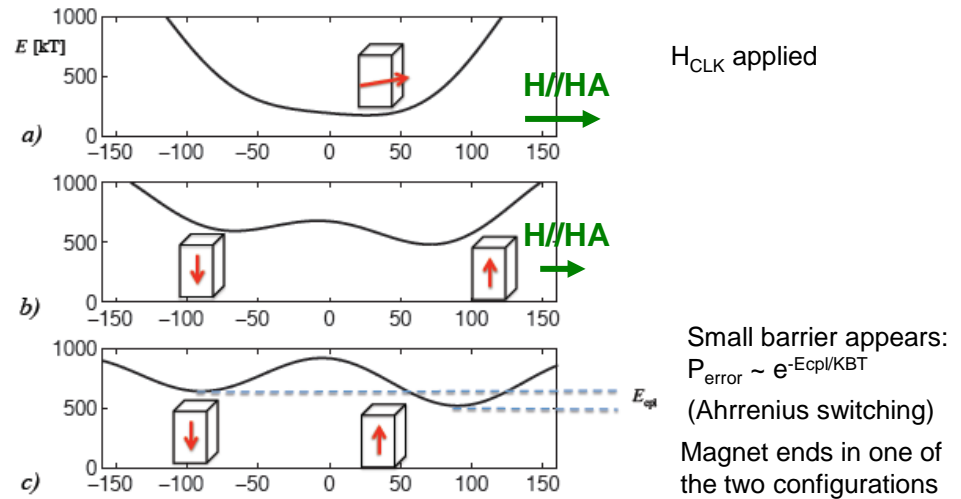 1000
E [kT]
500
0
a)
−150 −100 −50 0 50 100 150
H//HA
H_CLK applied
1000
500
0
b)
−150 −100 −50 0 50 100 150
H//HA
1000
500
0
c)
−150 −100 −50 0 50 100 150
E_cpl
Small barrier appears:
P_error ~ e^-Ecpl/KBT
(Ahrrenius switching)
Magnet ends in one of
the two configurations